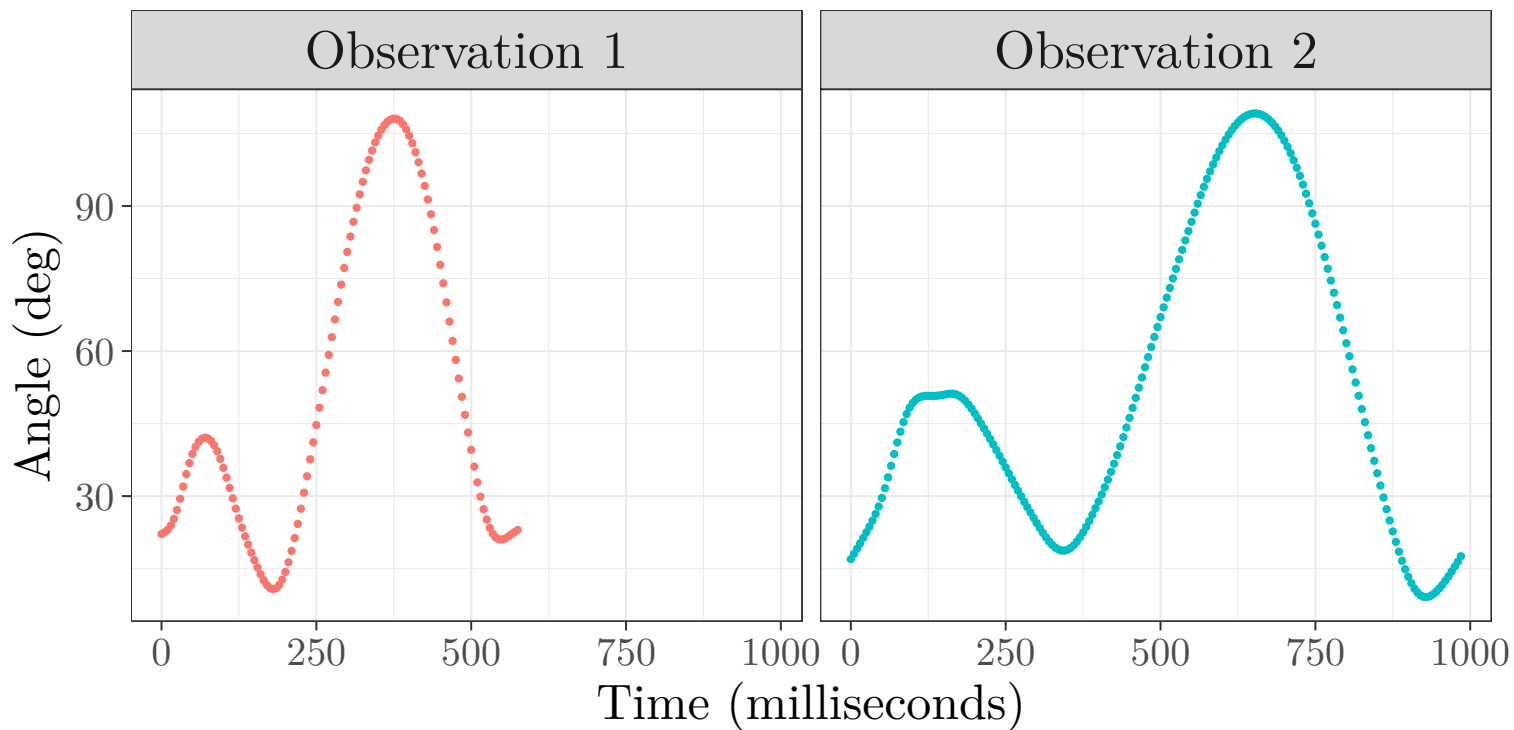 Observation 1
Observation 2
Angle (deg)
90
60
30
0 250 500 750 1000
0 250 500 750 1000
Time (milliseconds)